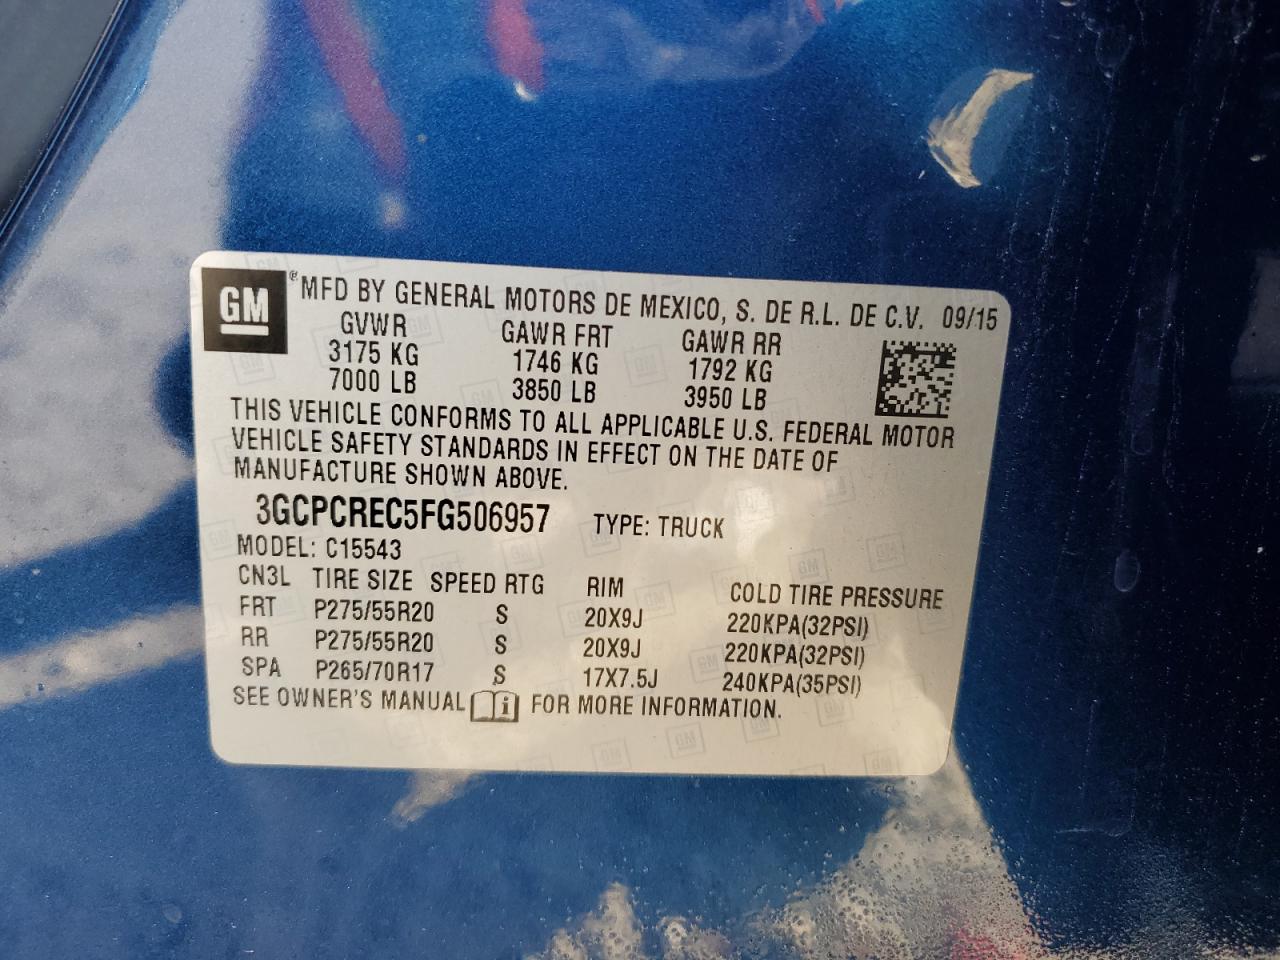 GM ® MFD BY GENERAL MOTORS DE MEXICO, S. DE R.L. DE C.V. 09/15
GVWR GAWR FRT GAWR RR
3175 KG 1746 KG 1792 KG
7000 LB 3850 LB 3950 LB
THIS VEHICLE CONFORMS TO ALL APPLICABLE U.S. FEDERAL MOTOR
VEHICLE SAFETY STANDARDS IN EFFECT ON THE DATE OF
MANUFACTURE SHOWN ABOVE.
3GCPCREC5FG506957 TYPE: TRUCK
MODEL: C15543
CN3L TIRE SIZE SPEED RTG RIM COLD TIRE PRESSURE
FRT P275/55R20 S 20X9J 220KPA(32PSI)
RR P275/55R20 S 20X9J 220KPA(32PSI)
SPA P265/70R17 S 17X7.5J 240KPA(35PSI)
SEE OWNER'S MANUAL i FOR MORE INFORMATION.